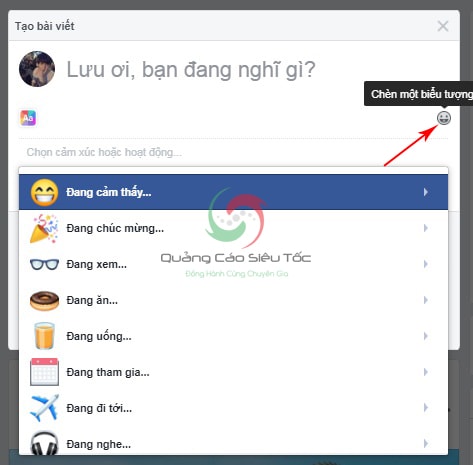 Tạo bài viết
Lưu ơi, bạn đang nghĩ gì?
Chèn một biểu tượng
Aa
Chọn cảm xúc hoặc hoạt động...
Đang cảm thấy...
Đang chúc mừng...
Đang xem...
Quảng Cáo Siêu Tốc
Đồng Hành Cùng Chuyên Gia
Đang ăn...
Đang uống...
Đang tham gia...
Đang đi tới...
Đang nghe...